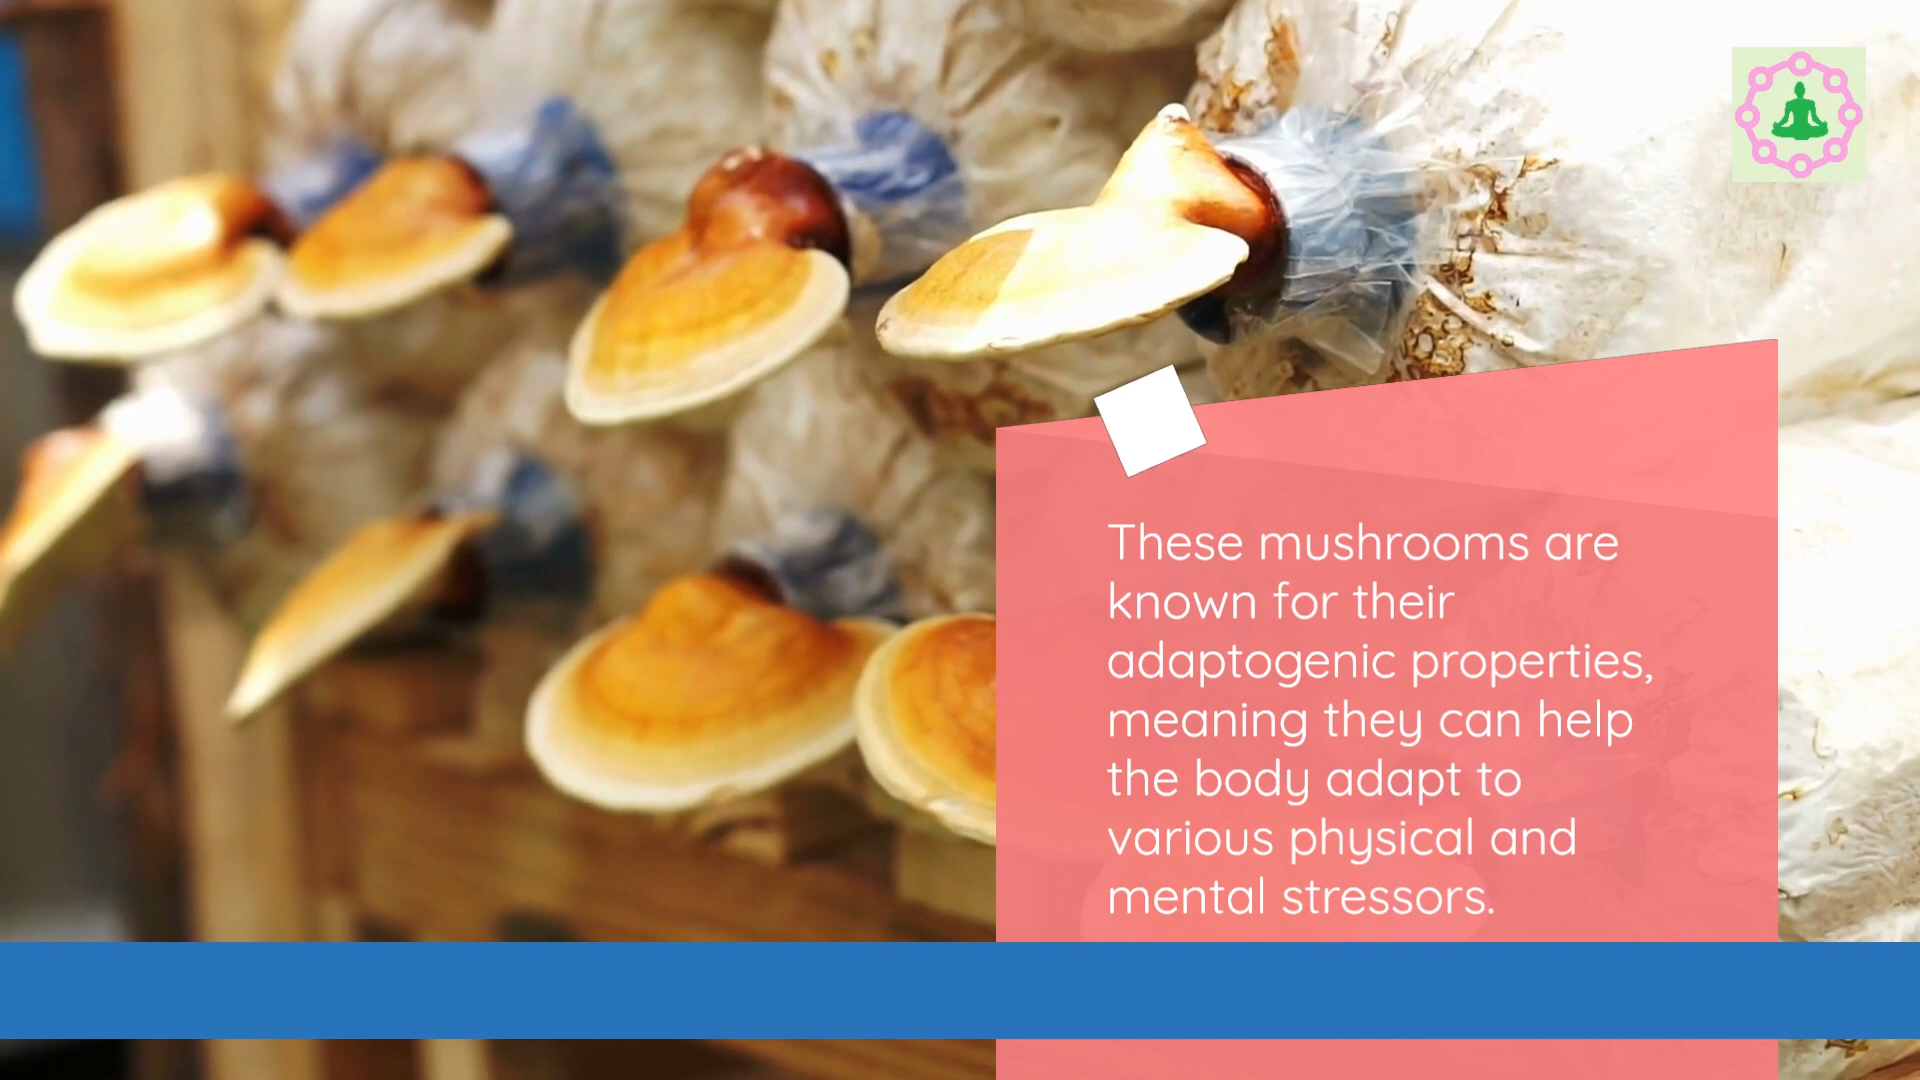 These mushrooms are
known for their
adaptogenic properties,
meaning they can help
the body adapt to
various physical and
mental stressors.